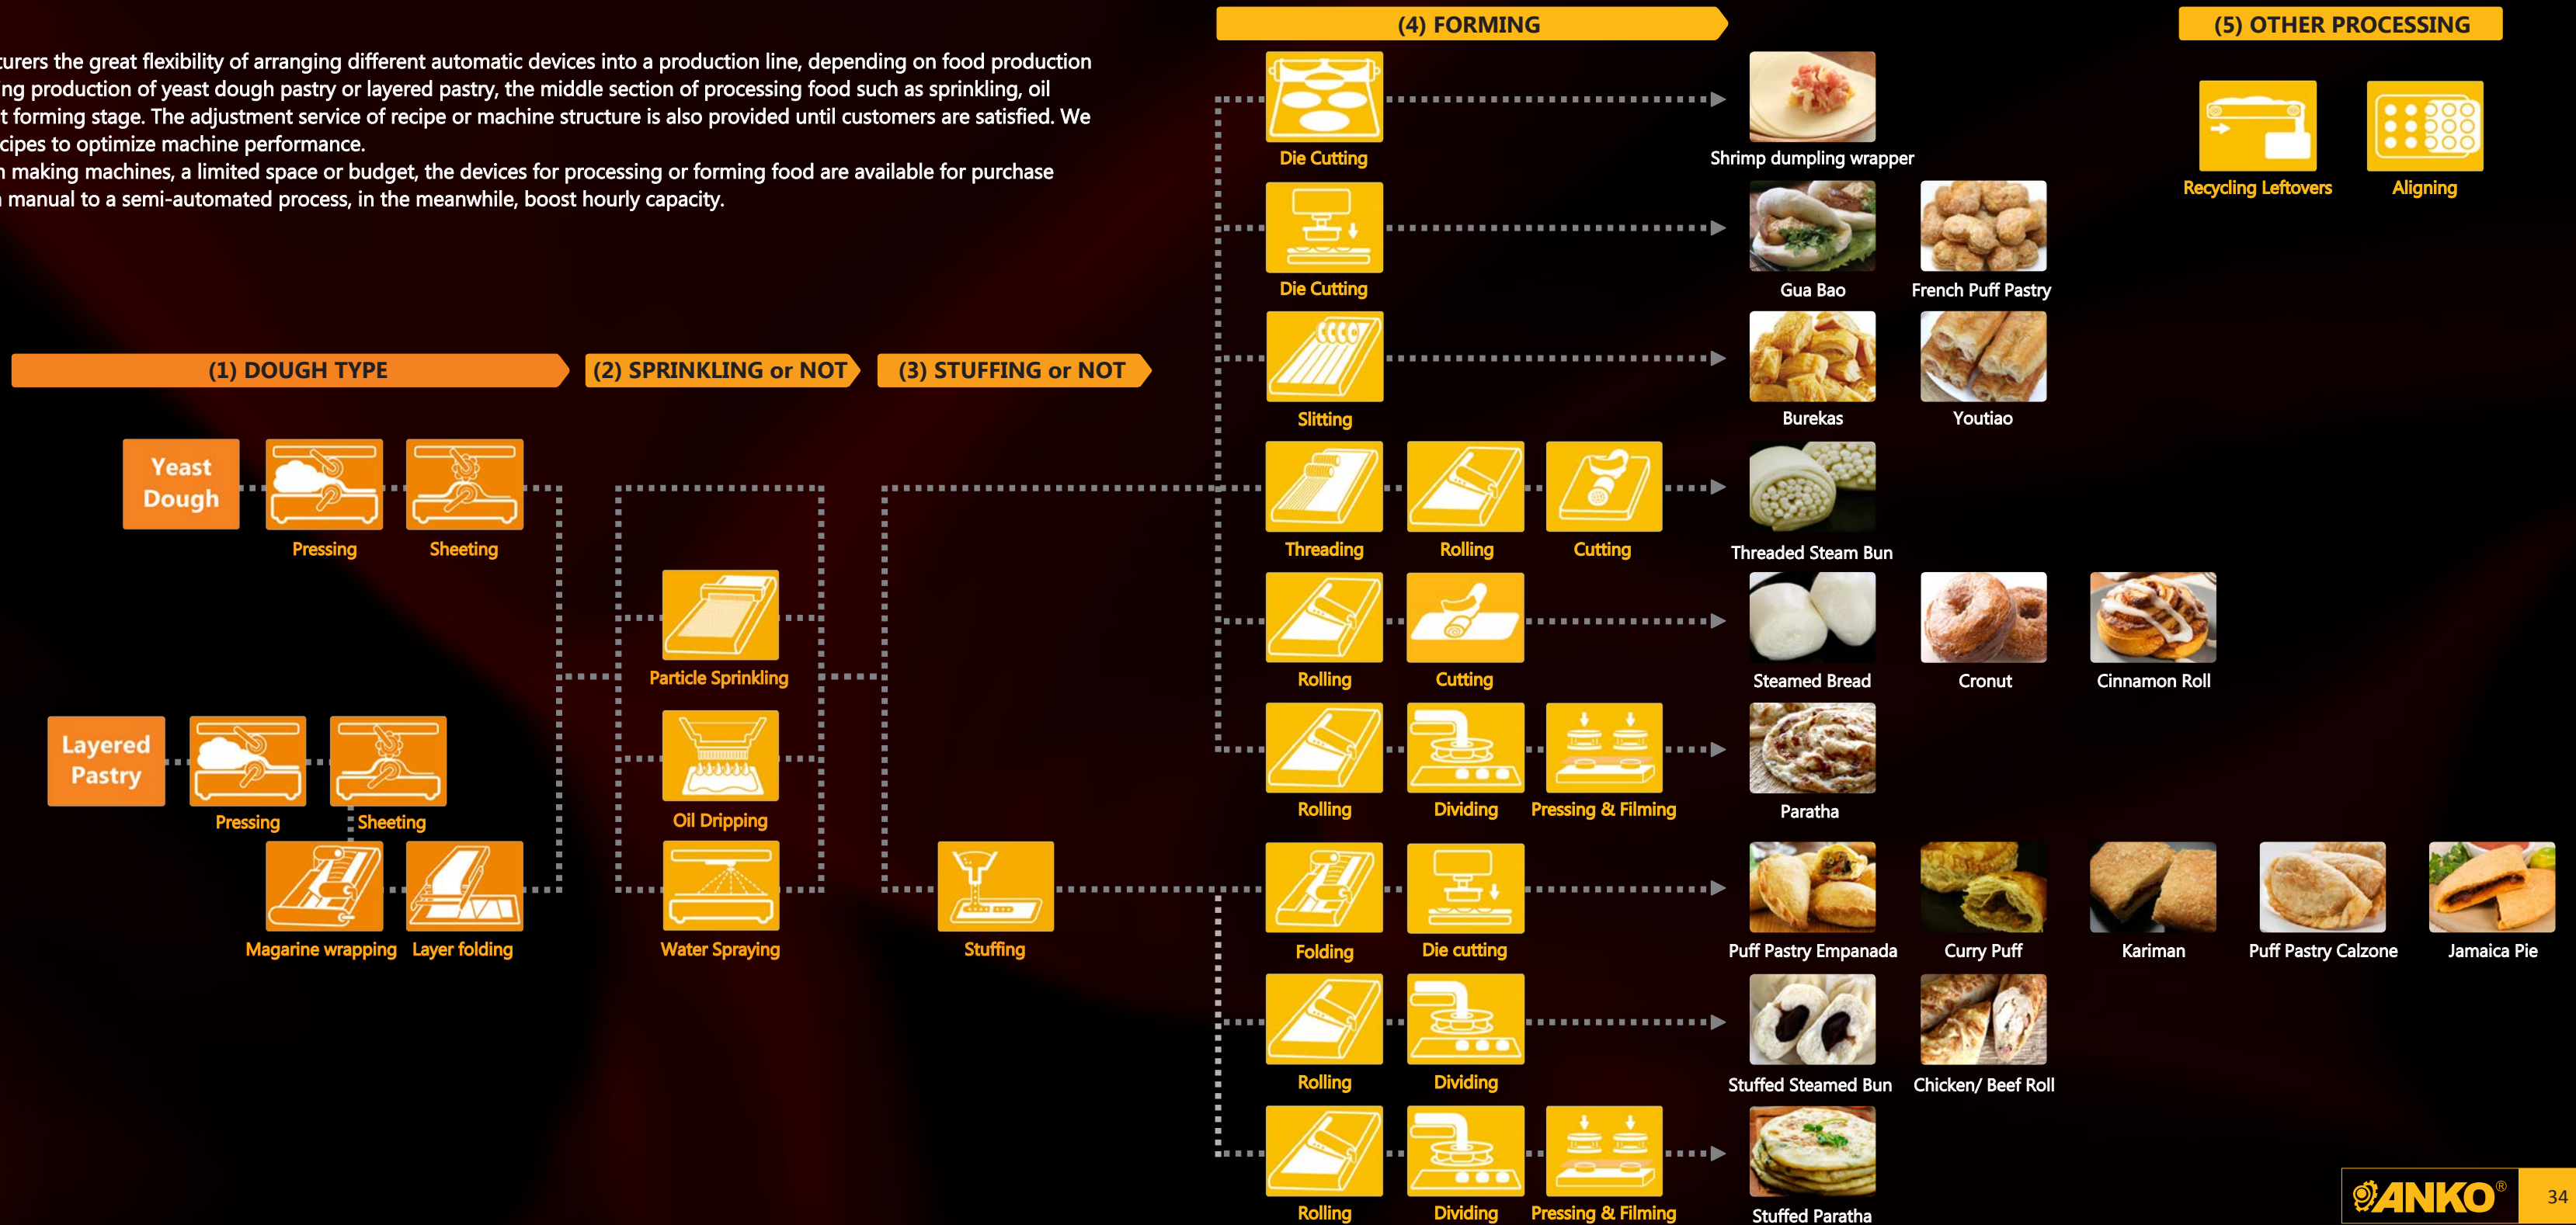 turers the great flexibility of arranging different automatic devices into a production line, depending on food production
ing production of yeast dough pastry or layered pastry, the middle section of processing food such as sprinkling, oil
t forming stage. The adjustment service of recipe or machine structure is also provided until customers are satisfied. We
cipes to optimize machine performance.
making machines, a limited space or budget, the devices for processing or forming food are available for purchase
manual to a semi-automated process, in the meanwhile, boost hourly capacity.
(1) DOUGH TYPE
(2) SPRINKLING or NOT
(3) STUFFING or NOT
(4) FORMING
(5) OTHER PROCESSING
Yeast
Dough
Pressing
Sheeting
Layered
Pastry
Pressing
Sheeting
Magarine wrapping
Layer folding
Particle Sprinkling
Oil Dripping
Water Spraying
Stuffing
Die Cutting
Shrimp dumpling wrapper
Die Cutting
Gua Bao
French Puff Pastry
Slitting
Burekas
Youtiao
Threading
Rolling
Cutting
Threaded Steam Bun
Rolling
Cutting
Steamed Bread
Cronut
Cinnamon Roll
Rolling
Dividing
Pressing & Filming
Paratha
Folding
Die cutting
Puff Pastry Empanada
Curry Puff
Kariman
Puff Pastry Calzone
Jamaica Pie
Rolling
Dividing
Stuffed Steamed Bun
Chicken/ Beef Roll
Rolling
Dividing
Pressing & Filming
Stuffed Paratha
Recycling Leftovers
Aligning
ANKO®
34